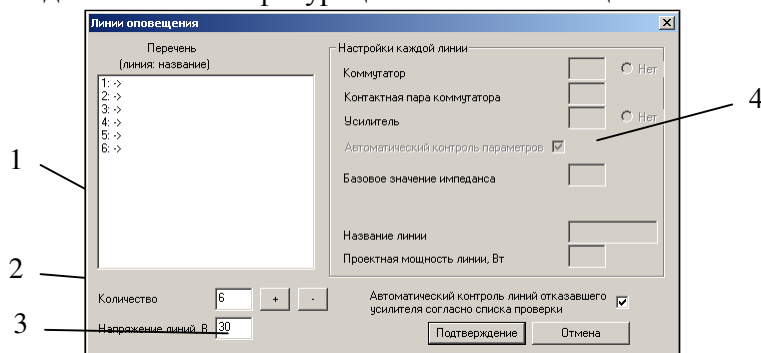 Линии оповещения
Перечень
(линия: название)
1: ->
2: ->
3: ->
4: ->
5: ->
6: ->
Настройки каждой линии
Коммутатор
Нет
Контактная пара коммутатора
Усилитель
Нет
Автоматический контроль параметров
Базовое значение импеданса
Название линии
Проектная мощность линии, Вт
Количество 6 + -
Напряжение линий, В 30
Автоматический контроль линий отказавшего
усилителя согласно списка проверки
Подтверждение Отмена
1
2
3
4